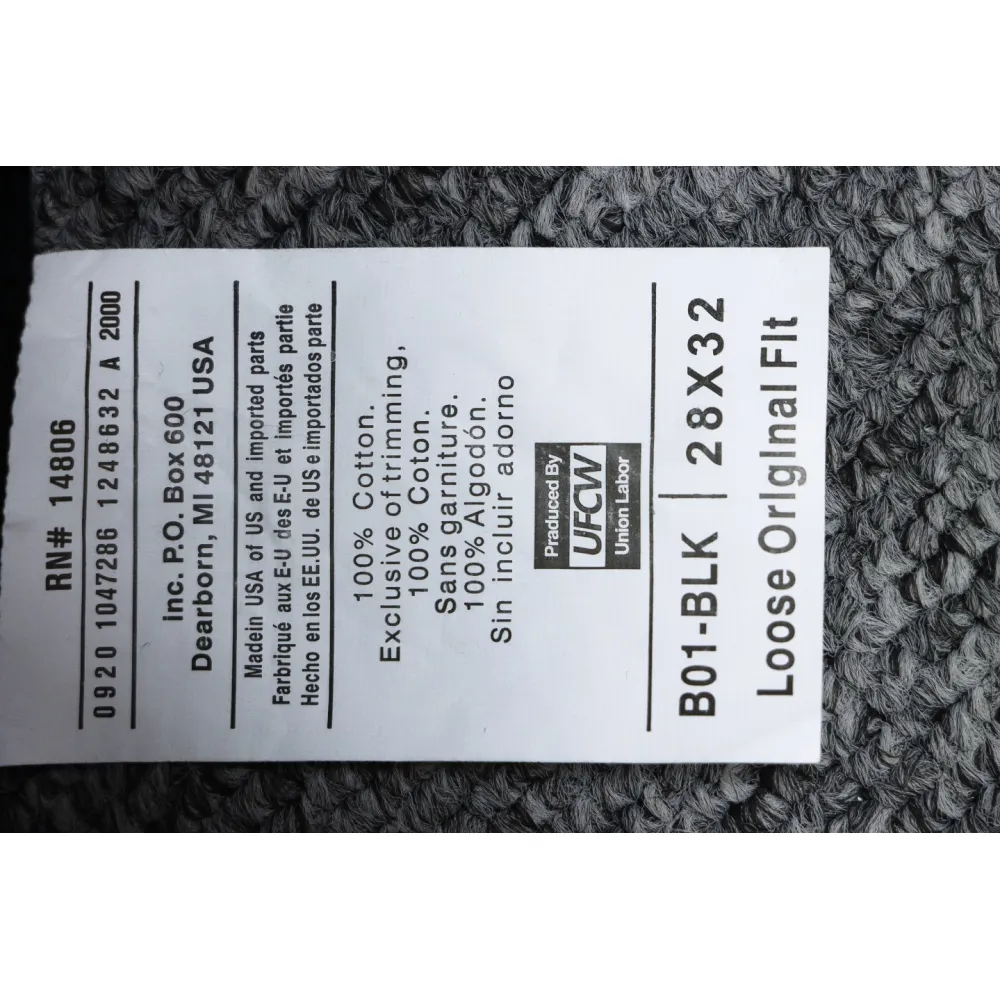 RN# 14806
0920 1047286 1248632 A 2000
inc. P.O. Box 600
Dearborn, MI 48121 USA
Madein USA of US and imported parts
Farbriqué aux E-U des E-U et importés partie
Hecho en los EE.UU. de US e importados parte
100% Cotton.
Exclusive of trimming,
100% Coton.
Sans garniture.
100% Algodón.
Sin incluir adorno
Praduced By
UFCW
Union Labor
B01-BLK | 28X32
Loose OrIgInal FIt